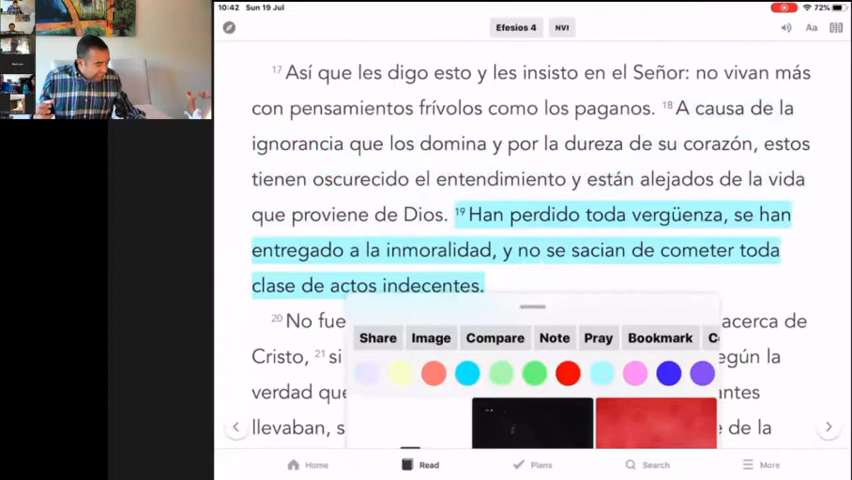 10:42 Sun 19 Jul
72%
Efesios 4
NVI
Aa
17 Así que les digo esto y les insisto en el Señor: no vivan más
con pensamientos frívolos como los paganos. 18 A causa de la
ignorancia que los domina y por la dureza de su corazón, estos
tienen oscurecido el entendimiento y están alejados de la vida
que proviene de Dios. 19 Han perdido toda vergüenza, se han
entregado a la inmoralidad, y no se sacian de cometer toda
clase de actos indecentes.
20 No fue acerca de
Share Image Compare Note Pray Bookmark
Cristo, 21 si egún la
verdad que antes
llevaban, s e de la
Home Read Plans Search More